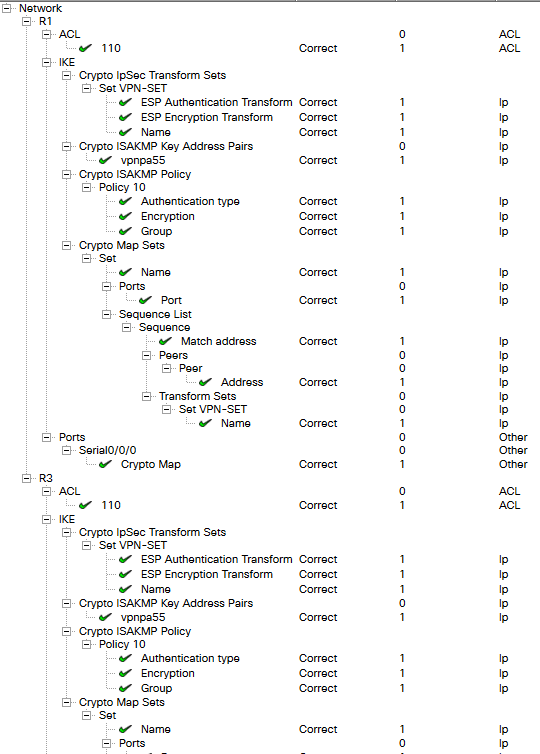 Network
R1
ACL 0 ACL
110 Correct 1 ACL
IKE
Crypto IpSec Transform Sets
Set VPN-SET
ESP Authentication Transform Correct 1 Ip
ESP Encryption Transform Correct 1 Ip
Name Correct 1 Ip
Crypto ISAKMP Key Address Pairs 0 Ip
vpnpa55 Correct 1 Ip
Crypto ISAKMP Policy
Policy 10
Authentication type Correct 1 Ip
Encryption Correct 1 Ip
Group Correct 1 Ip
Crypto Map Sets
Set
Name Correct 1 Ip
Ports 0 Ip
Port Correct 1 Ip
Sequence List
Sequence
Match address Correct 1 Ip
Peers 0 Ip
Peer 0 Ip
Address Correct 1 Ip
Transform Sets 0 Ip
Set VPN-SET 0 Ip
Name Correct 1 Ip
Ports 0 Other
Serial0/0/0 0 Other
Crypto Map Correct 1 Other
R3
ACL 0 ACL
110 Correct 1 ACL
IKE
Crypto IpSec Transform Sets
Set VPN-SET
ESP Authentication Transform Correct 1 Ip
ESP Encryption Transform Correct 1 Ip
Name Correct 1 Ip
Crypto ISAKMP Key Address Pairs 0 Ip
vpnpa55 Correct 1 Ip
Crypto ISAKMP Policy
Policy 10
Authentication type Correct 1 Ip
Encryption Correct 1 Ip
Group Correct 1 Ip
Crypto Map Sets
Set
Name Correct 1 Ip
Ports 0 Ip